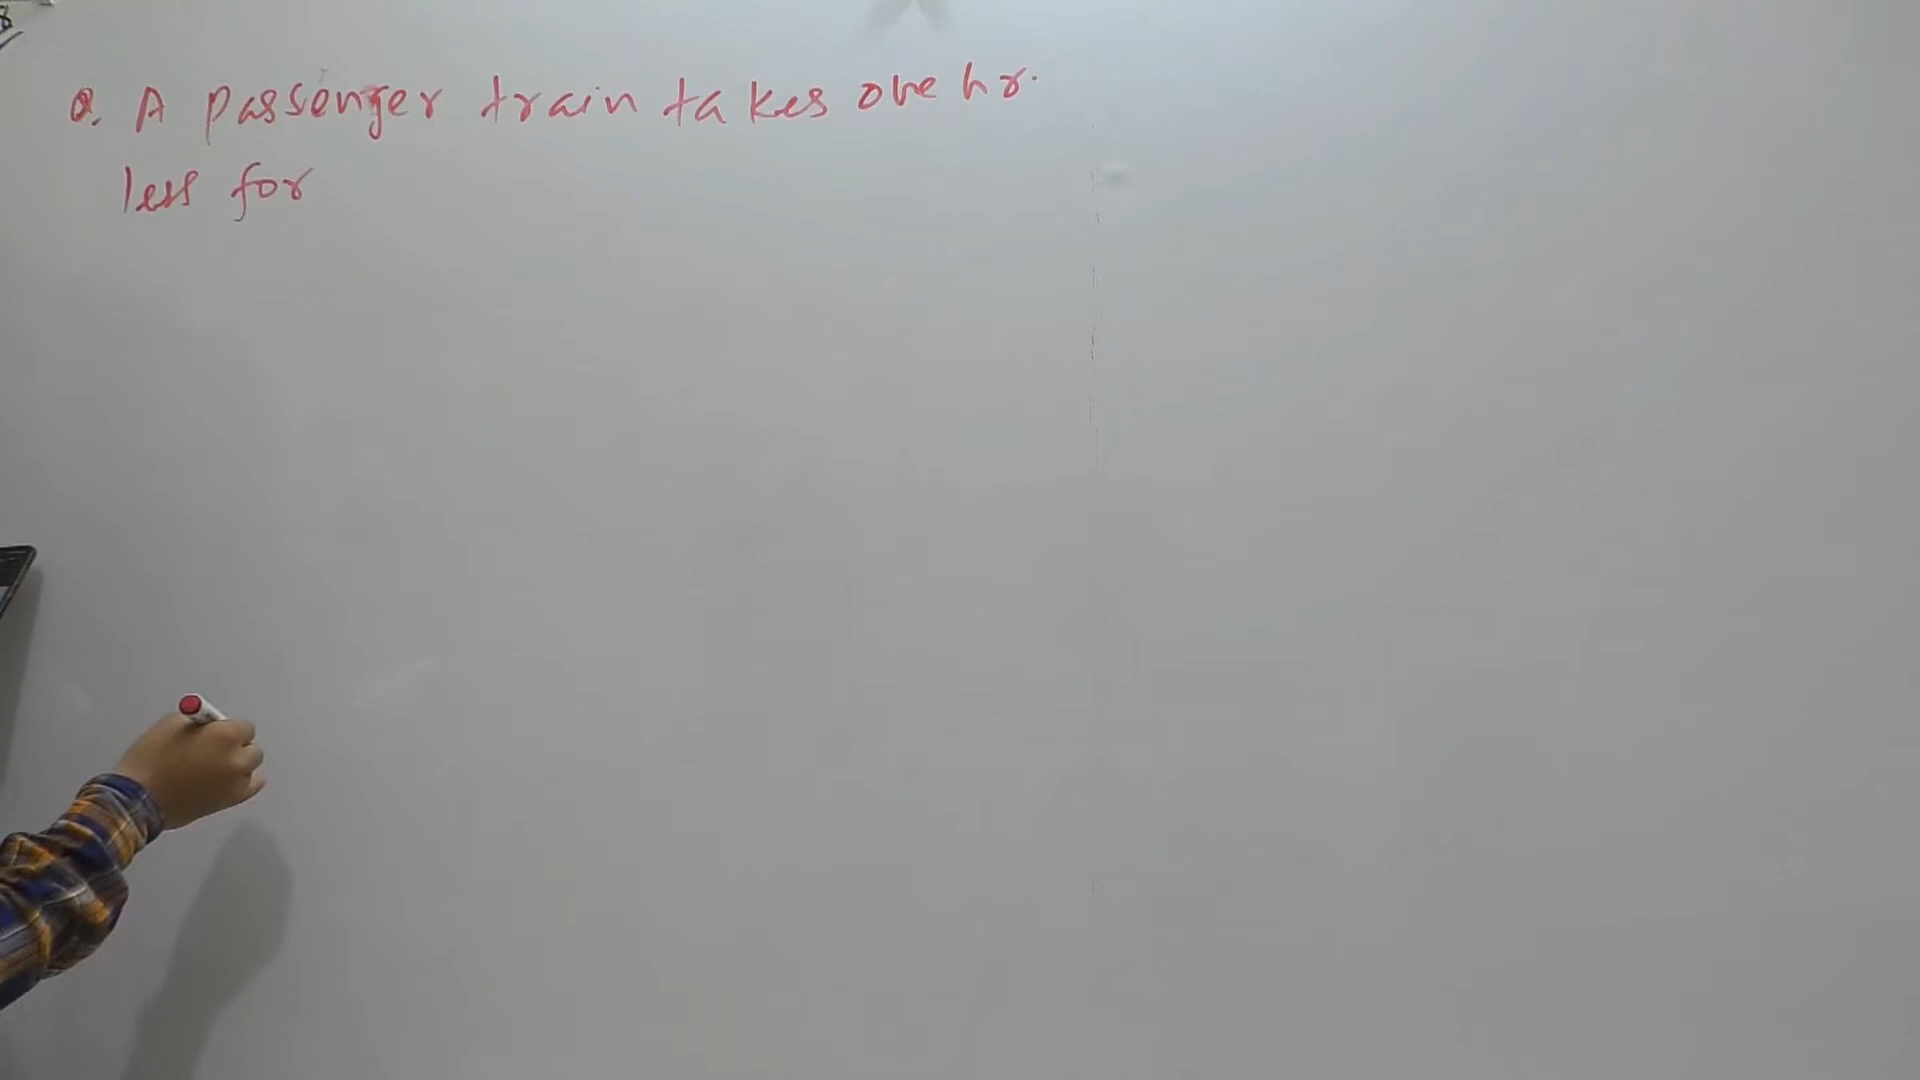 Q. A passenger train takes one hr.
less for